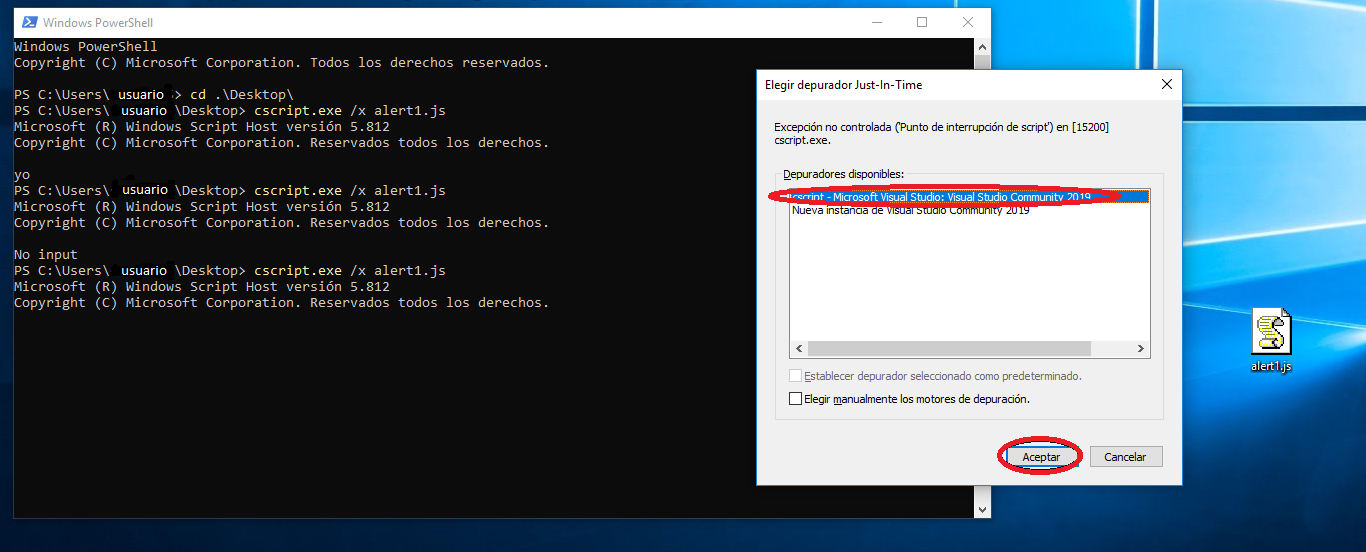 Windows PowerShell
Windows PowerShell
Copyright (C) Microsoft Corporation. Todos los derechos reservados.
PS C:\Users\ usuario > cd .\Desktop\
PS C:\Users\ usuario \Desktop> cscript.exe /x alert1.js
Microsoft (R) Windows Script Host versión 5.812
Copyright (C) Microsoft Corporation. Reservados todos los derechos.
yo
PS C:\Users\ usuario \Desktop> cscript.exe /x alert1.js
Microsoft (R) Windows Script Host versión 5.812
Copyright (C) Microsoft Corporation. Reservados todos los derechos.
No input
PS C:\Users\ usuario \Desktop> cscript.exe /x alert1.js
Microsoft (R) Windows Script Host versión 5.812
Copyright (C) Microsoft Corporation. Reservados todos los derechos.
Elegir depurador Just-In-Time
Excepción no controlada ('Punto de interrupción de script') en [15200]
cscript.exe.
Depuradores disponibles:
cscript - Microsoft Visual Studio: Visual Studio Community 2019
Nueva instancia de Visual Studio Community 2019
Establecer depurador seleccionado como predeterminado.
Elegir manualmente los motores de depuración.
Aceptar
Cancelar
alert1.js